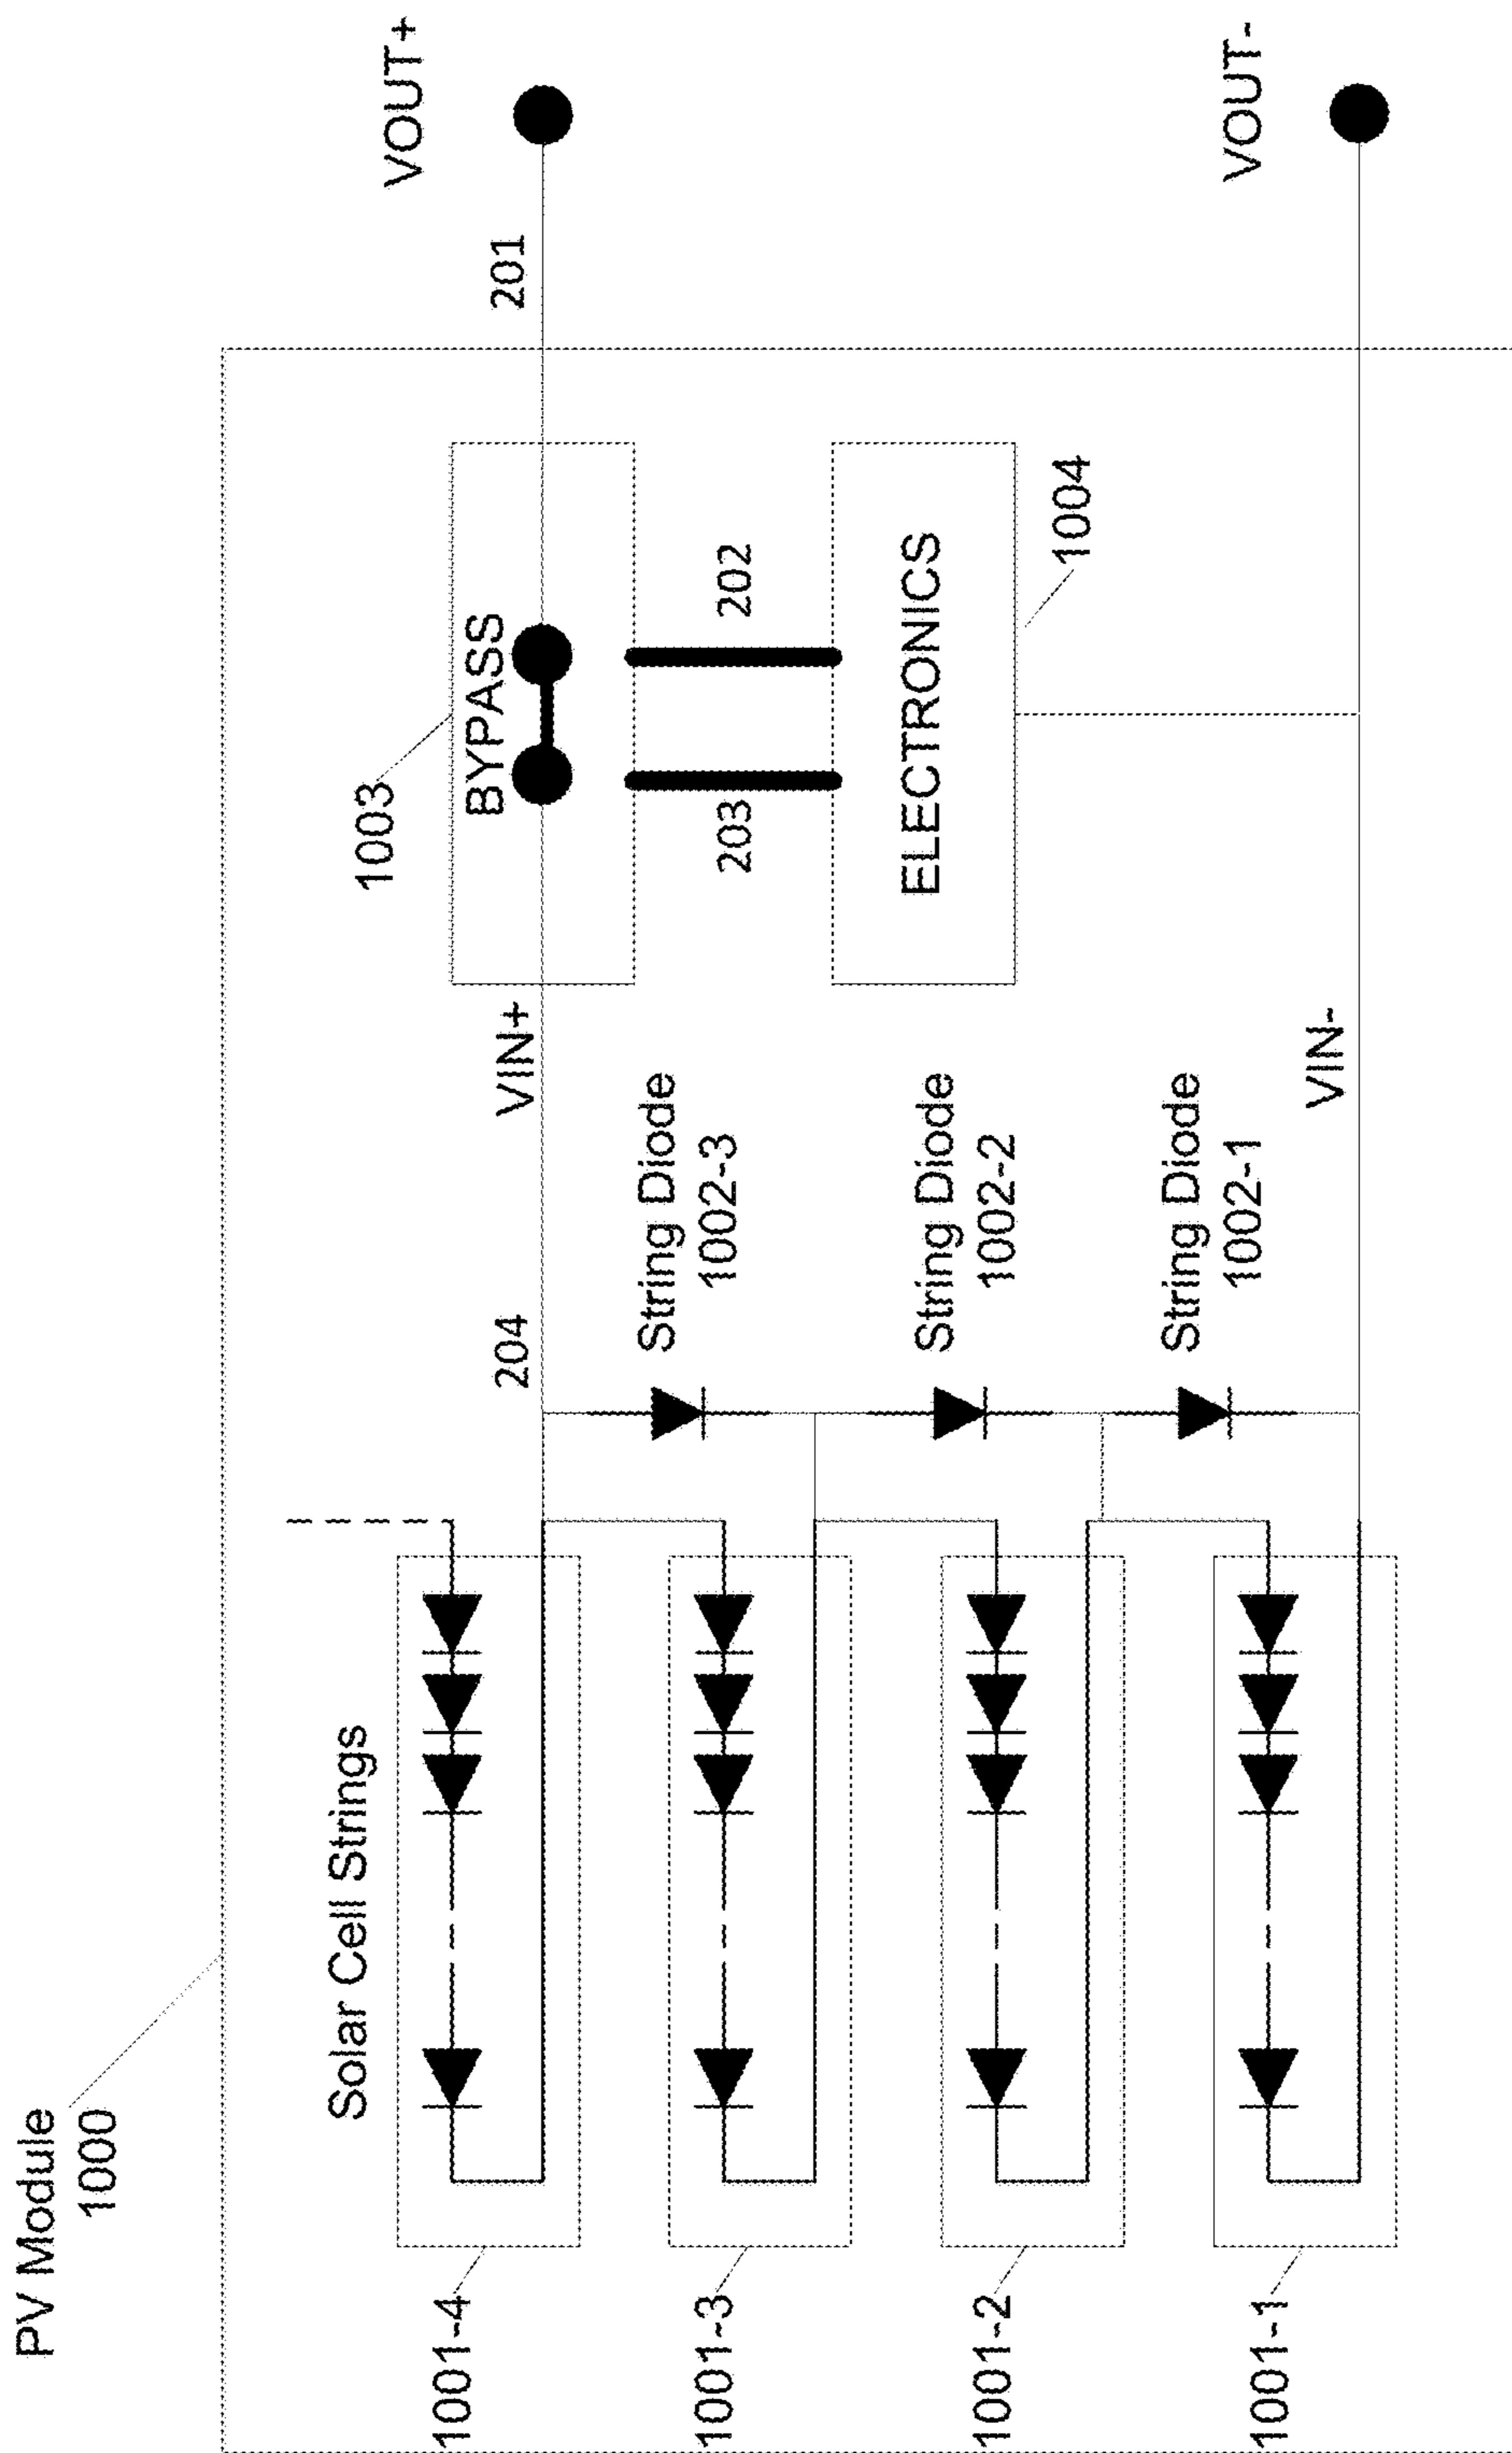 PV Module
1000
Solar Cell Strings
1001-4
1001-3
1001-2
1001-1
204
String Diode
1002-3
String Diode
1002-2
String Diode
1002-1
VIN+
VIN-
1003
BYPASS
203
202
ELECTRONICS
1004
201
VOUT+
VOUT-